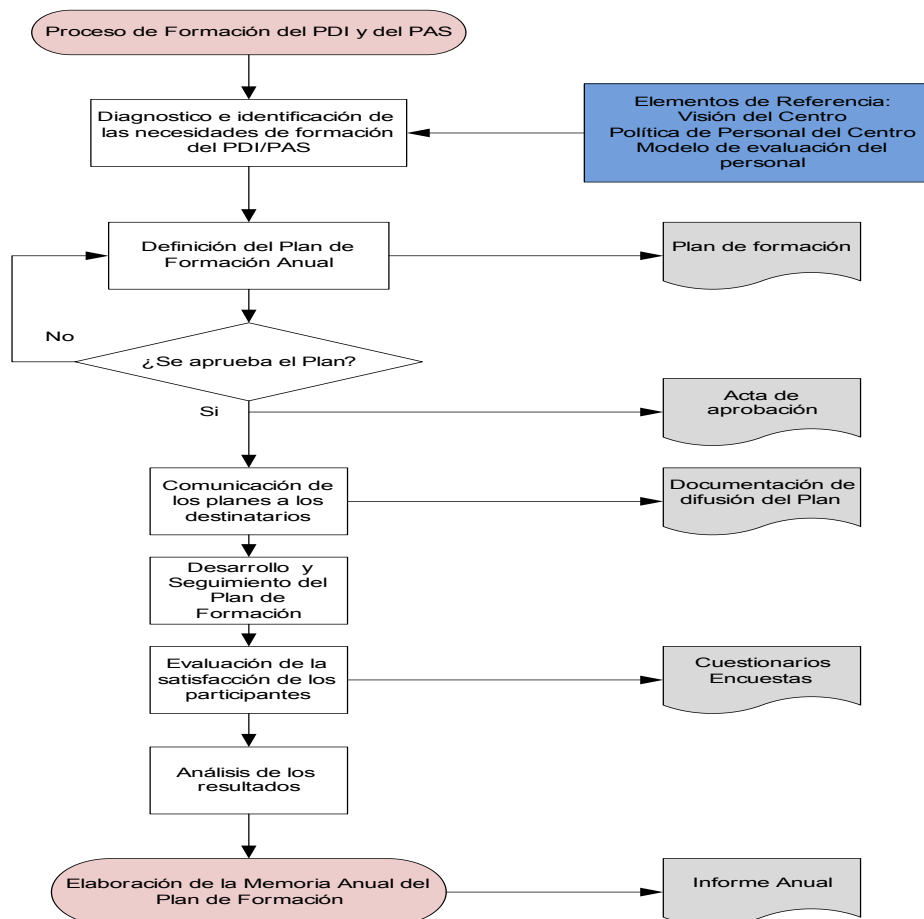 Proceso de Formación del PDI y del PAS
Diagnostico e identificación de
las necesidades de formación
del PDI/PAS
Elementos de Referencia:
Visión del Centro
Política de Personal del Centro
Modelo de evaluación del
personal
Definición del Plan de
Formación Anual
Plan de formación
No
¿Se aprueba el Plan?
Si
Acta de
aprobación
Comunicación de
los planes a los
destinatarios
Documentación de
difusión del Plan
Desarrollo y
Seguimiento del
Plan de
Formación
Evaluación de la
satisfacción de los
participantes
Cuestionarios
Encuestas
Análisis de los
resultados
Elaboración de la Memoria Anual del
Plan de Formación
Informe Anual